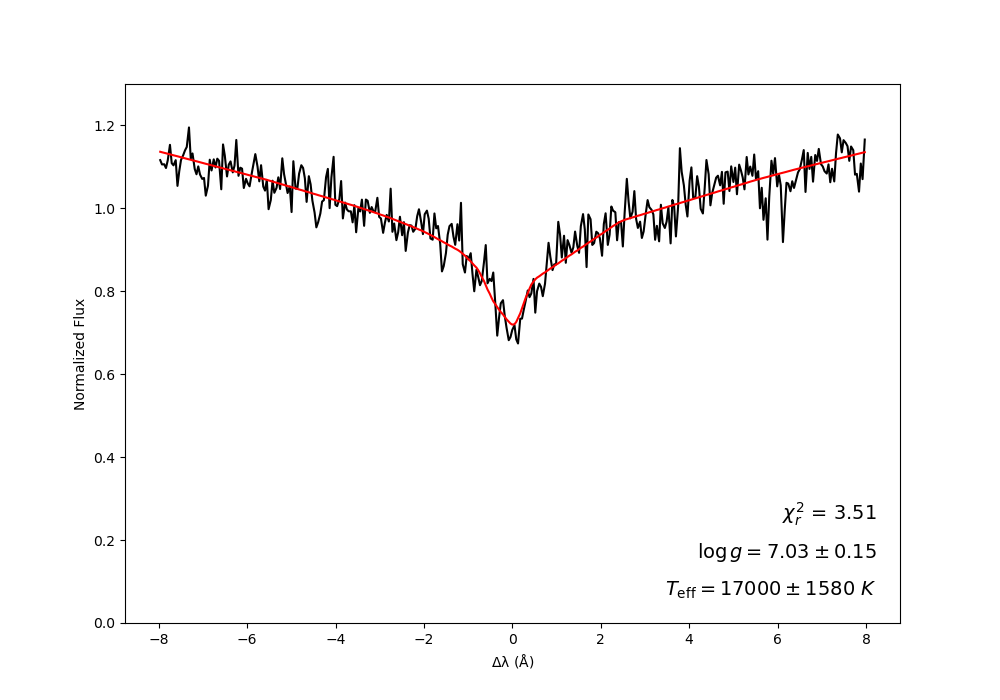 1.2
1.0
0.8
0.6
0.4
0.2
0.0
Normalized Flux
χ²ᵣ = 3.51
log g = 7.03 ± 0.15
T_eff = 17000 ± 1580 K
−8 −6 −4 −2 0 2 4 6 8
Δλ (Å)